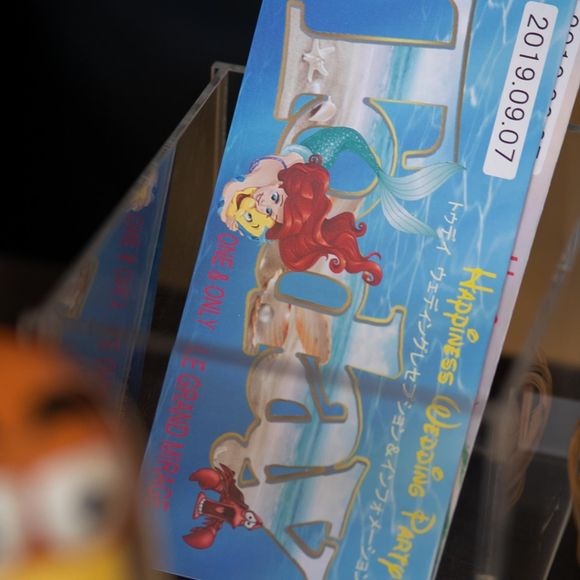 2019.09.07
Happiness Wedding Party
トゥデイ ウェディングレセプション&インフォメーション
Today
ONE & ONLY LE GRAND MIRAGE